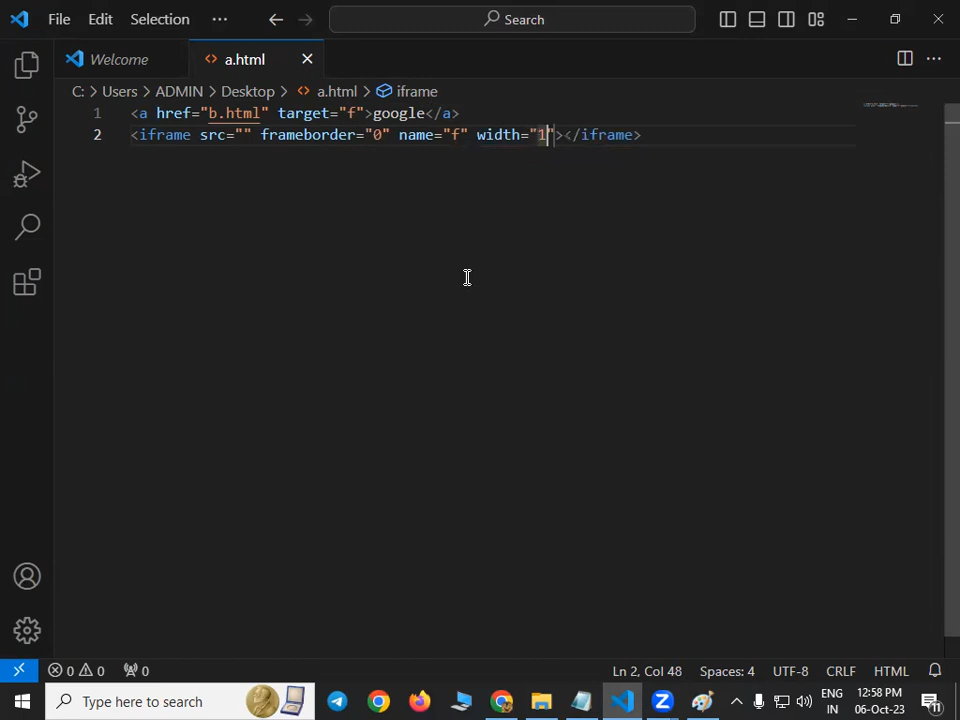 File Edit Selection ··· Search
Welcome a.html
C: > Users > ADMIN > Desktop > a.html > iframe
1 <a href="b.html" target="f">google</a>
2 <iframe src="" frameborder="0" name="f" width="1"></iframe>
0 0 0 Ln 2, Col 48 Spaces: 4 UTF-8 CRLF HTML
Type here to search ENG 12:58 PM
IN 06-Oct-23 11